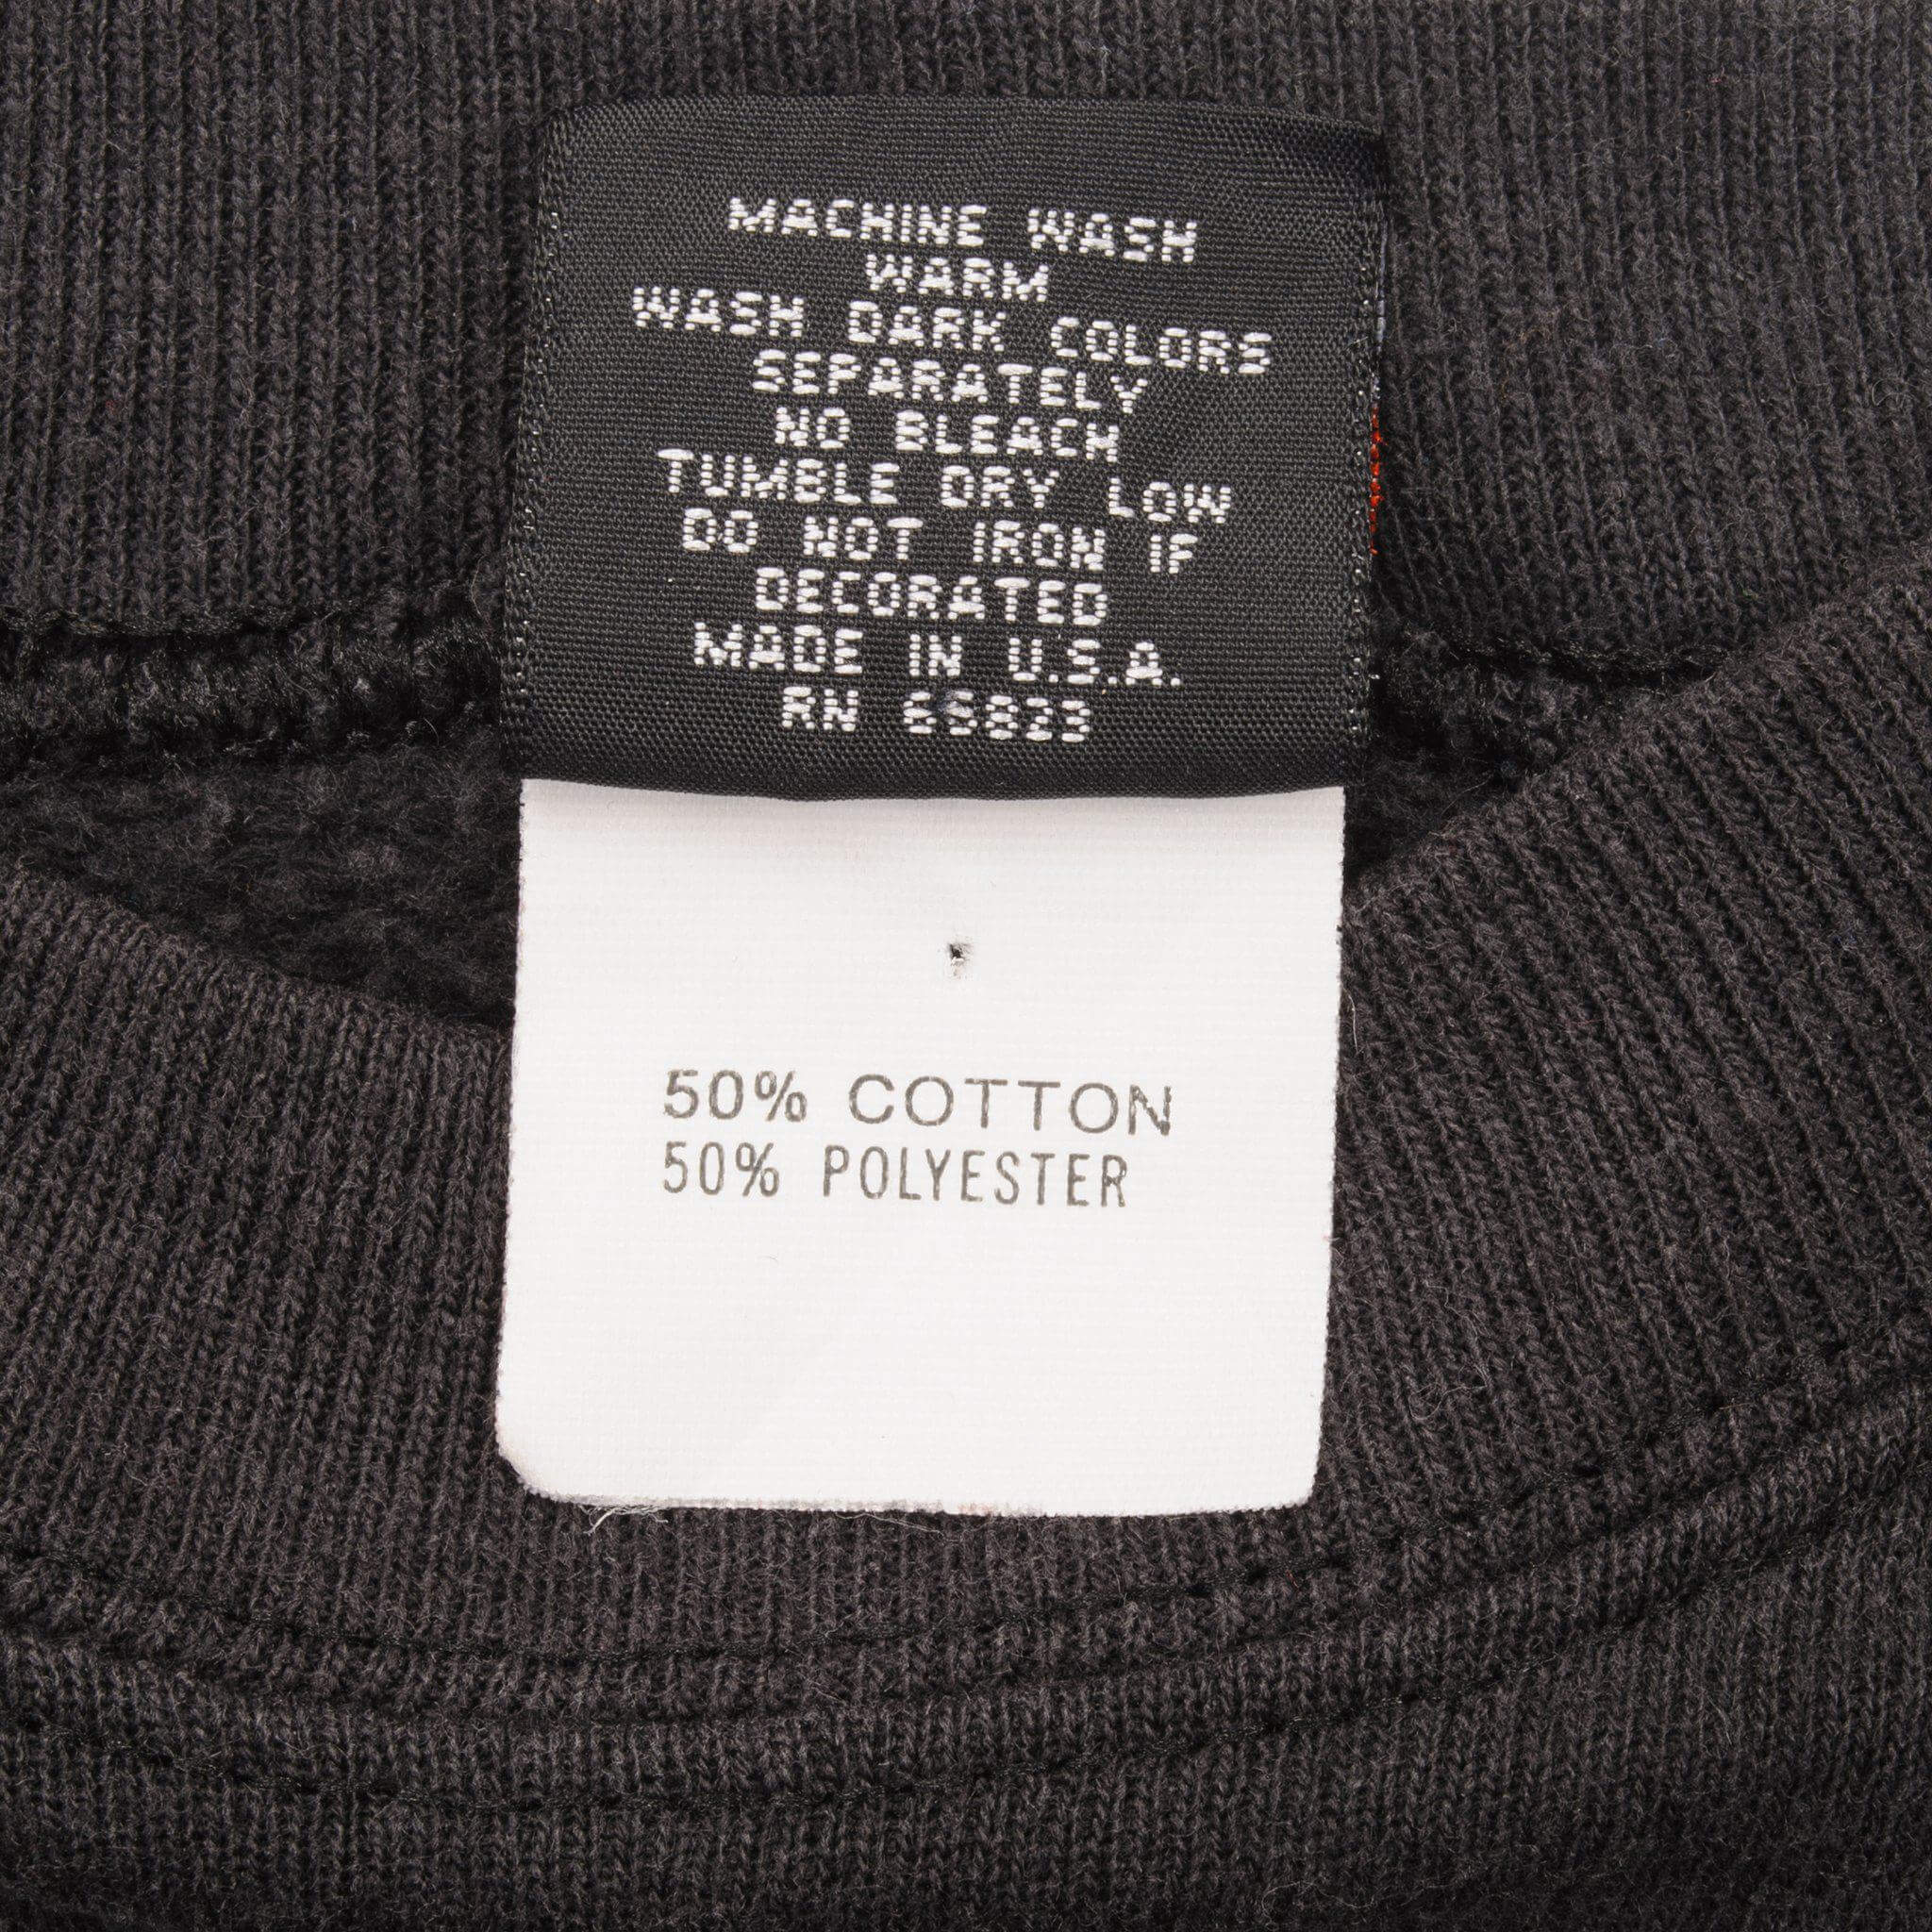 MACHINE WASH
WARM
WASH DARK COLORS
SEPARATELY
NO BLEACH
TUMBLE DRY LOW
DO NOT IRON IF
DECORATED
MADE IN U.S.A.
RN
50% COTTON
50% POLYESTER